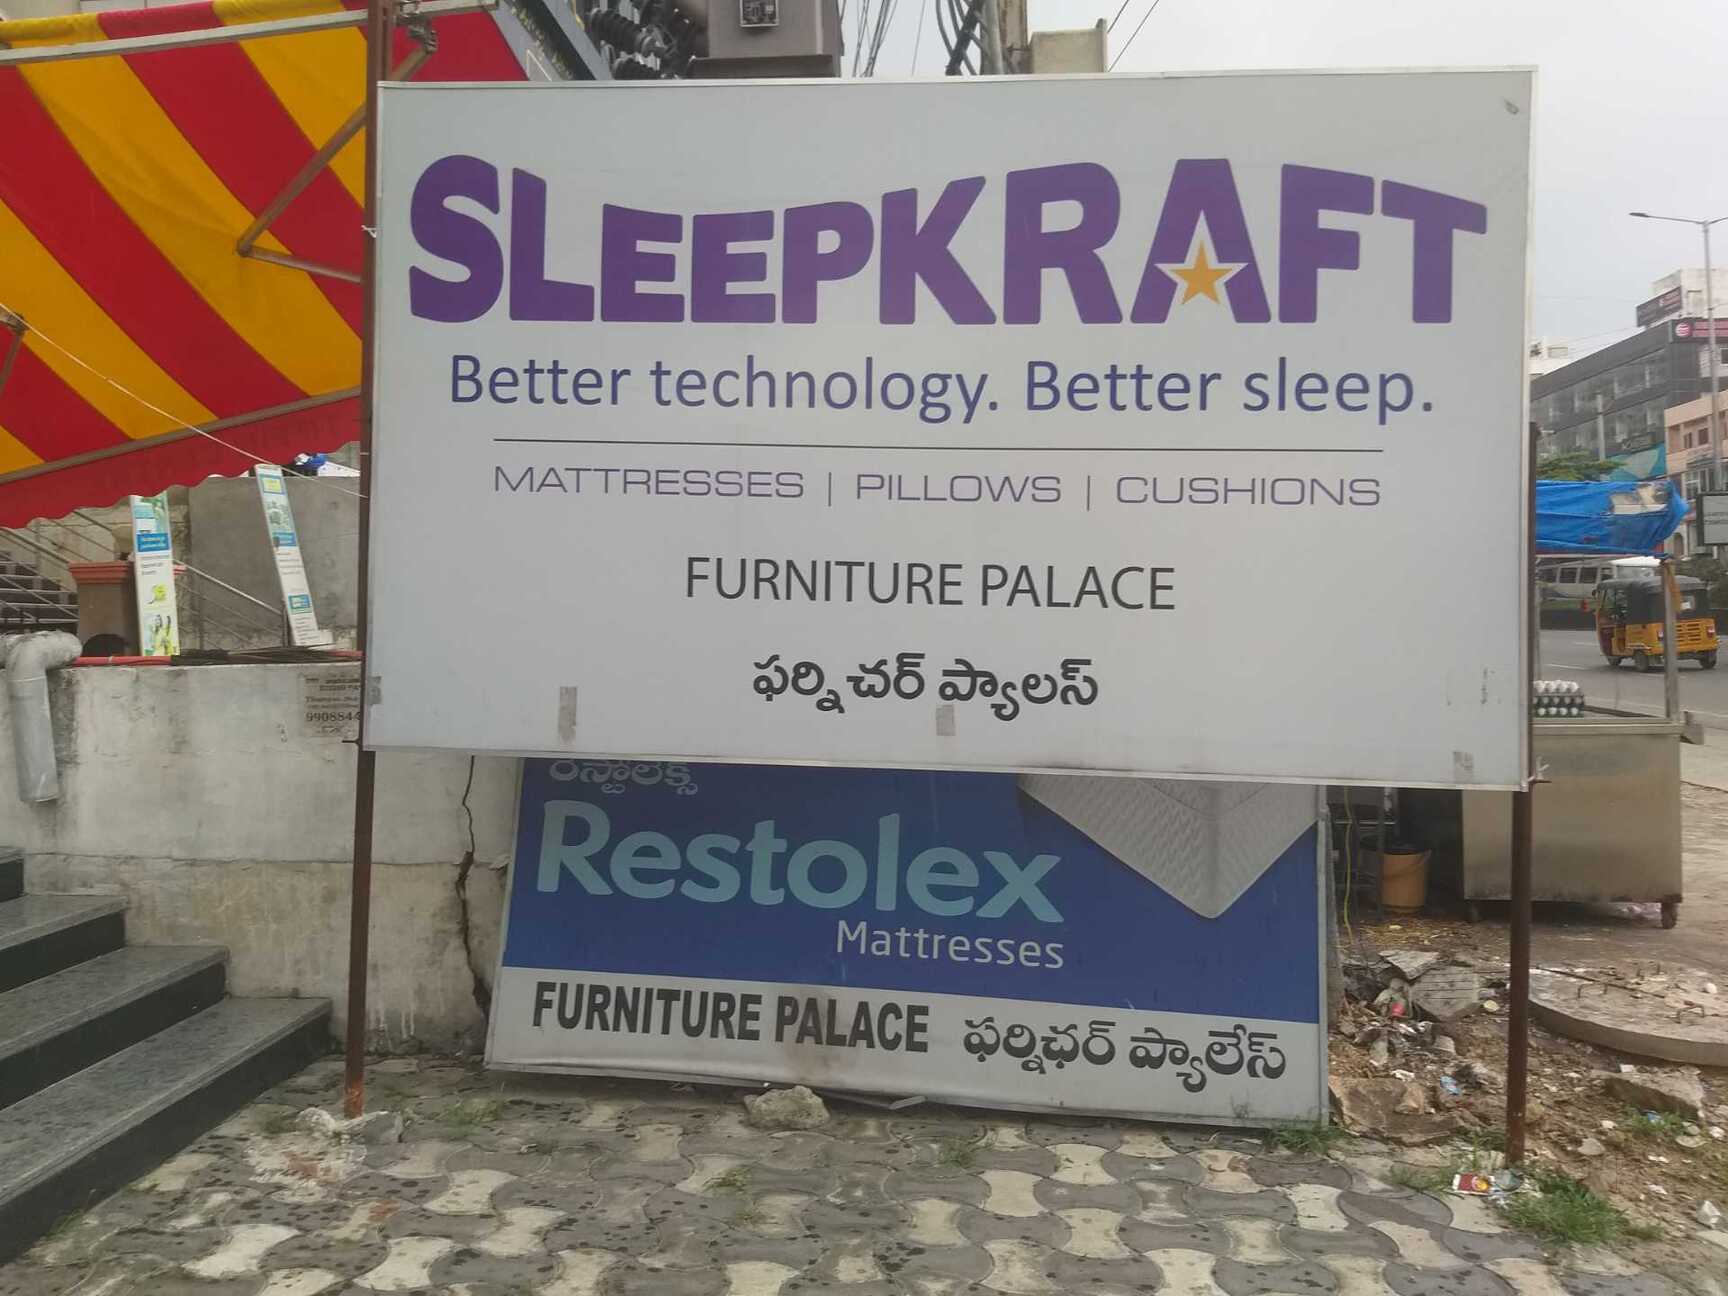 SLEEPKRAFT
Better technology. Better sleep.
MATTRESSES | PILLOWS | CUSHIONS
FURNITURE PALACE
ఫర్నిచర్ ప్యాలస్
రెస్టోలెక్స్
Restolex
Mattresses
FURNITURE PALACE ఫర్నిఛర్ ప్యాలేస్
9908844